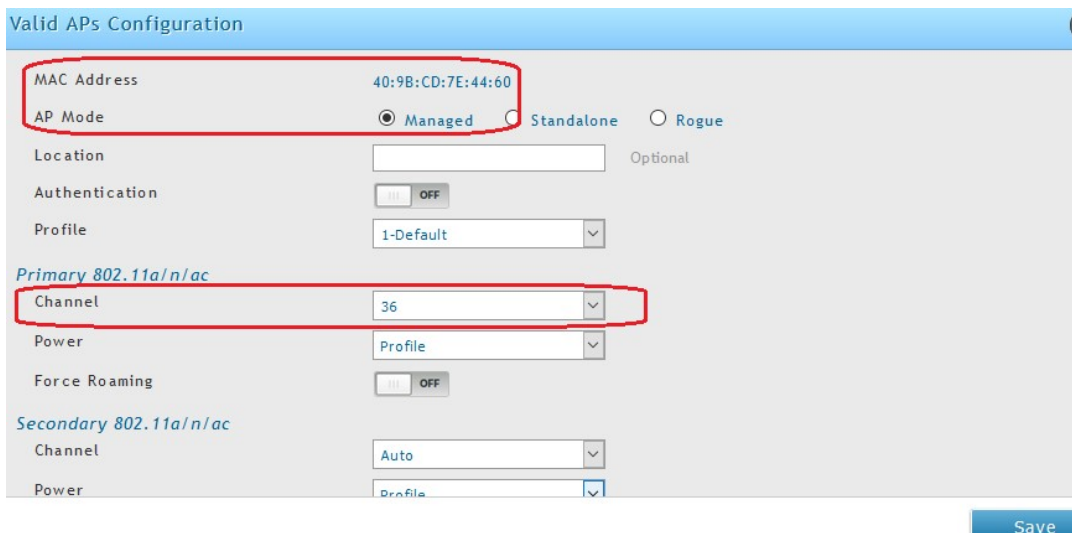 Valid APs Configuration
MAC Address 40:9B:CD:7E:44:60
AP Mode Managed Standalone Rogue
Location Optional
Authentication OFF
Profile 1-Default
Primary 802.11a/n/ac
Channel 36
Power Profile
Force Roaming OFF
Secondary 802.11a/n/ac
Channel Auto
Power Profile
Save